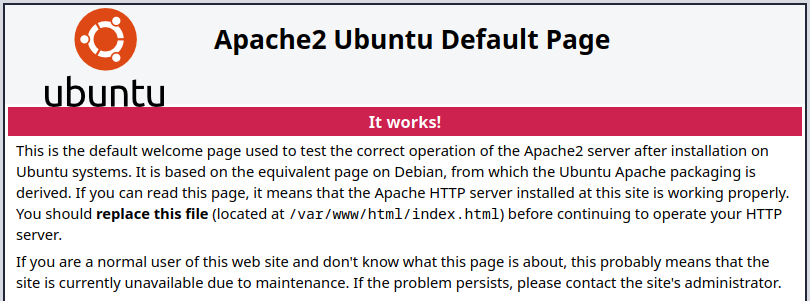 Apache2 Ubuntu Default Page
ubuntu
It works!
This is the default welcome page used to test the correct operation of the Apache2 server after installation on
Ubuntu systems. It is based on the equivalent page on Debian, from which the Ubuntu Apache packaging is
derived. If you can read this page, it means that the Apache HTTP server installed at this site is working properly.
You should replace this file (located at /var/www/html/index.html) before continuing to operate your HTTP
server.
If you are a normal user of this web site and don't know what this page is about, this probably means that the
site is currently unavailable due to maintenance. If the problem persists, please contact the site's administrator.